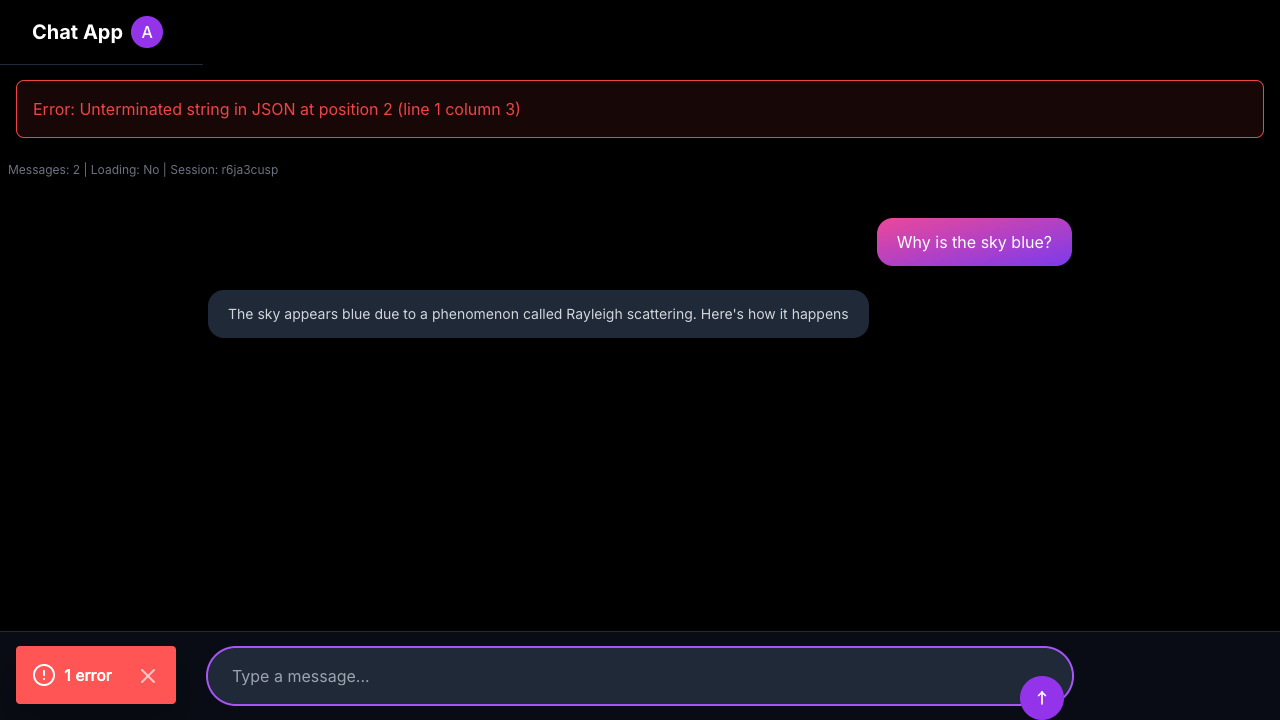 Chat App A
Error: Unterminated string in JSON at position 2 (line 1 column 3)
Messages: 2 | Loading: No | Session: r6ja3cusp
Why is the sky blue?
The sky appears blue due to a phenomenon called Rayleigh scattering. Here's how it happens
1 error
Type a message...